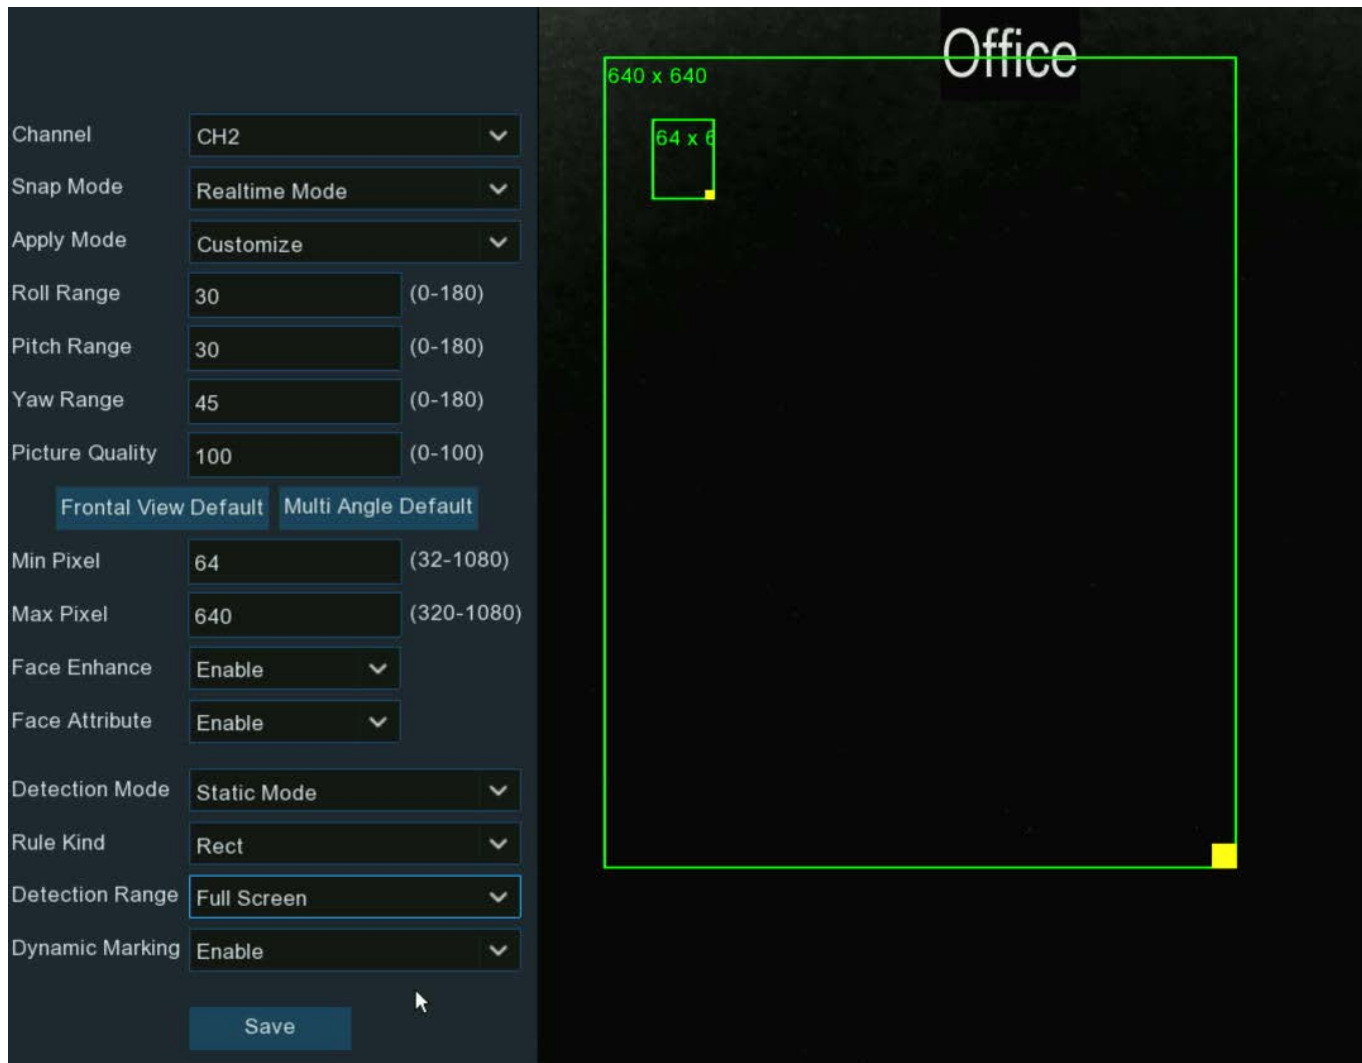 Office
640 x 640
64 x 6
Channel CH2
Snap Mode Realtime Mode
Apply Mode Customize
Roll Range 30 (0-180)
Pitch Range 30 (0-180)
Yaw Range 45 (0-180)
Picture Quality 100 (0-100)
Frontal View Default Multi Angle Default
Min Pixel 64 (32-1080)
Max Pixel 640 (320-1080)
Face Enhance Enable
Face Attribute Enable
Detection Mode Static Mode
Rule Kind Rect
Detection Range Full Screen
Dynamic Marking Enable
Save